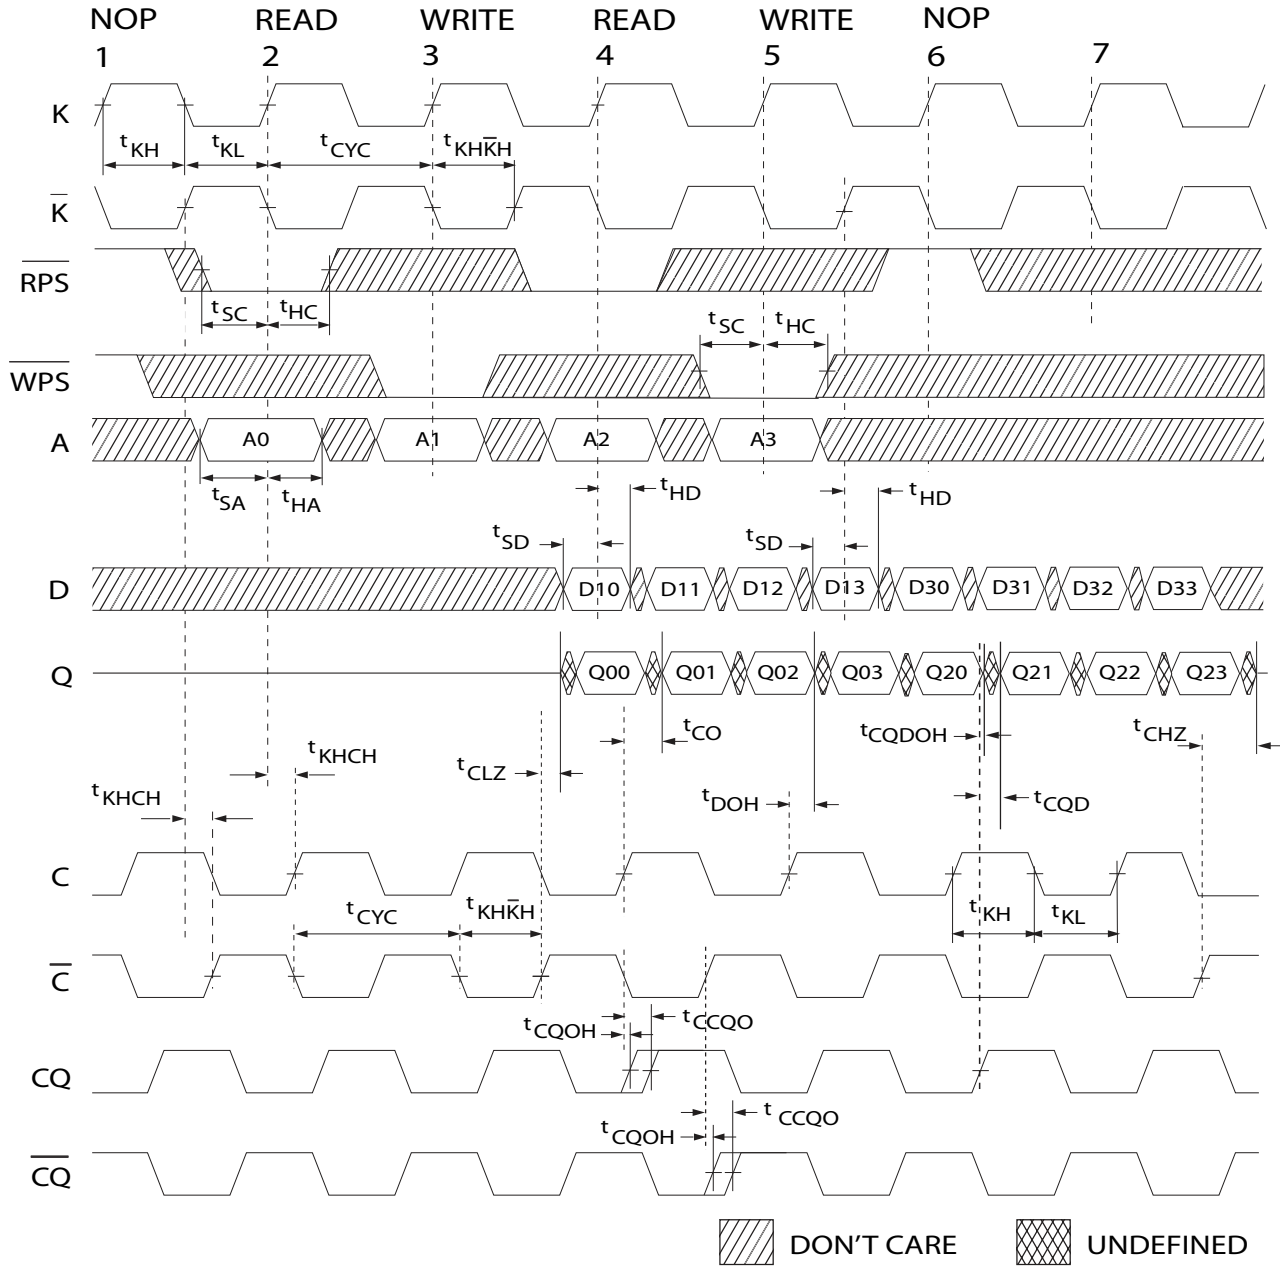 NOP READ WRITE READ WRITE NOP
1 2 3 4 5 6 7
K
tKH tKL tCYC tKHK̅H
K̅
R̅P̅S̅
tSC tHC
tSC tHC
W̅P̅S̅
A A0 A1 A2 A3
tSA tHA
tHD tHD
tSD tSD
D D10 D11 D12 D13 D30 D31 D32 D33
Q Q00 Q01 Q02 Q03 Q20 Q21 Q22 Q23
tCO tCQDOH tCHZ
tKHCH tCLZ
tKHCH tDOH tCQD
C
tCYC tKHK̅H tKH tKL
C̅
tCQOH tCCQO
CQ
tCQOH tCCQO
C̅Q̅
DON'T CARE UNDEFINED